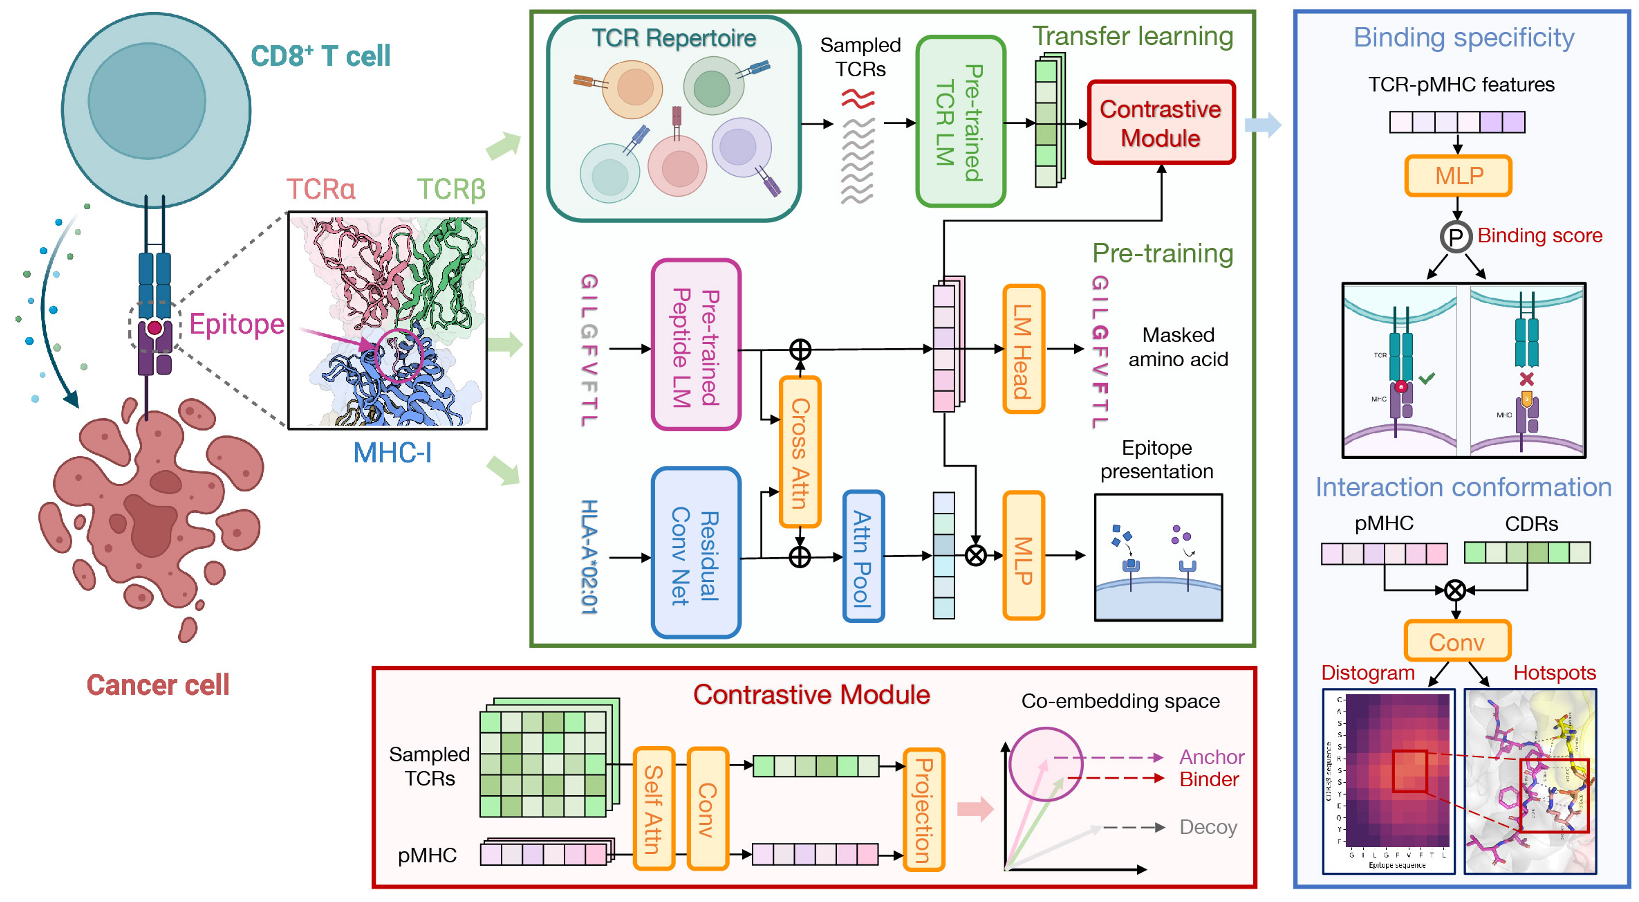 CD8+ T cell
TCRα
TCRβ
Epitope
MHC-I
Cancer cell
TCR Repertoire
Sampled
TCRs
Pre-trained
TCR LM
Transfer learning
Contrastive
Module
Pre-training
GILGFVFTL
Pre-trained
Peptide LM
LM Head
GILGFVFTL
Masked
amino acid
Cross Attn
HLA-A*02:01
Residual
Conv Net
Attn Pool
MLP
Epitope
presentation
Contrastive Module
Sampled
TCRs
pMHC
Self Attn
Conv
Projection
Co-embedding space
Anchor
Binder
Decoy
Binding specificity
TCR-pMHC features
MLP
P
Binding score
TCR
MHC
MHC
Interaction conformation
pMHC
CDRs
Conv
Distogram
Hotspots
CDR3 sequence
G I L G F V F T L
Epitope sequence